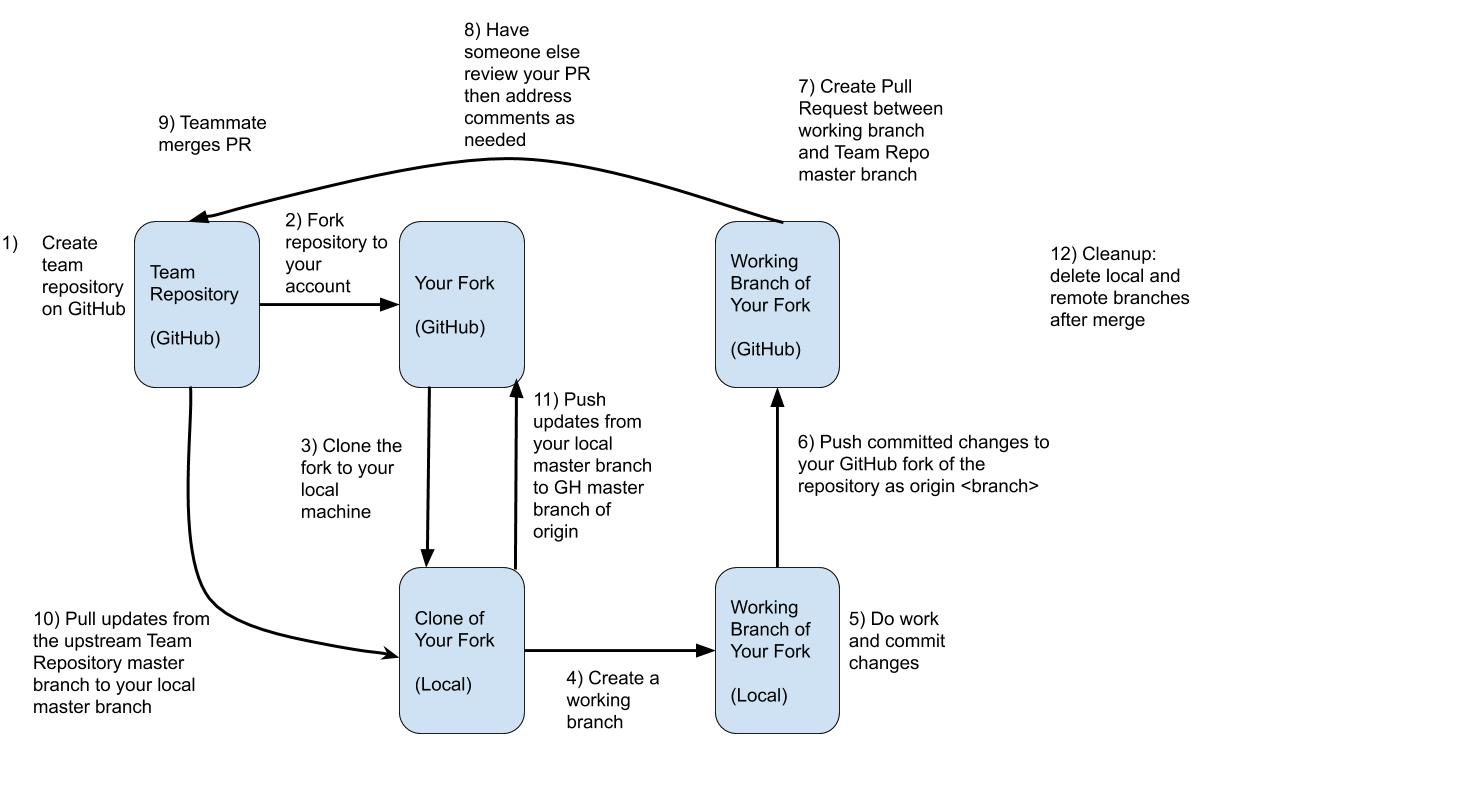 8) Have
someone else
review your PR
then address
comments as
needed
7) Create Pull
Request between
working branch
and Team Repo
master branch
9) Teammate
merges PR
1) Create
team
repository
on GitHub
Team
Repository
(GitHub)
2) Fork
repository to
your
account
Your Fork
(GitHub)
Working
Branch of
Your Fork
(GitHub)
12) Cleanup:
delete local and
remote branches
after merge
3) Clone the
fork to your
local
machine
11) Push
updates from
your local
master branch
to GH master
branch of
origin
6) Push committed changes to
your GitHub fork of the
repository as origin <branch>
10) Pull updates from
the upstream Team
Repository master
branch to your local
master branch
Clone of
Your Fork
(Local)
4) Create a
working
branch
Working
Branch of
Your Fork
(Local)
5) Do work
and commit
changes